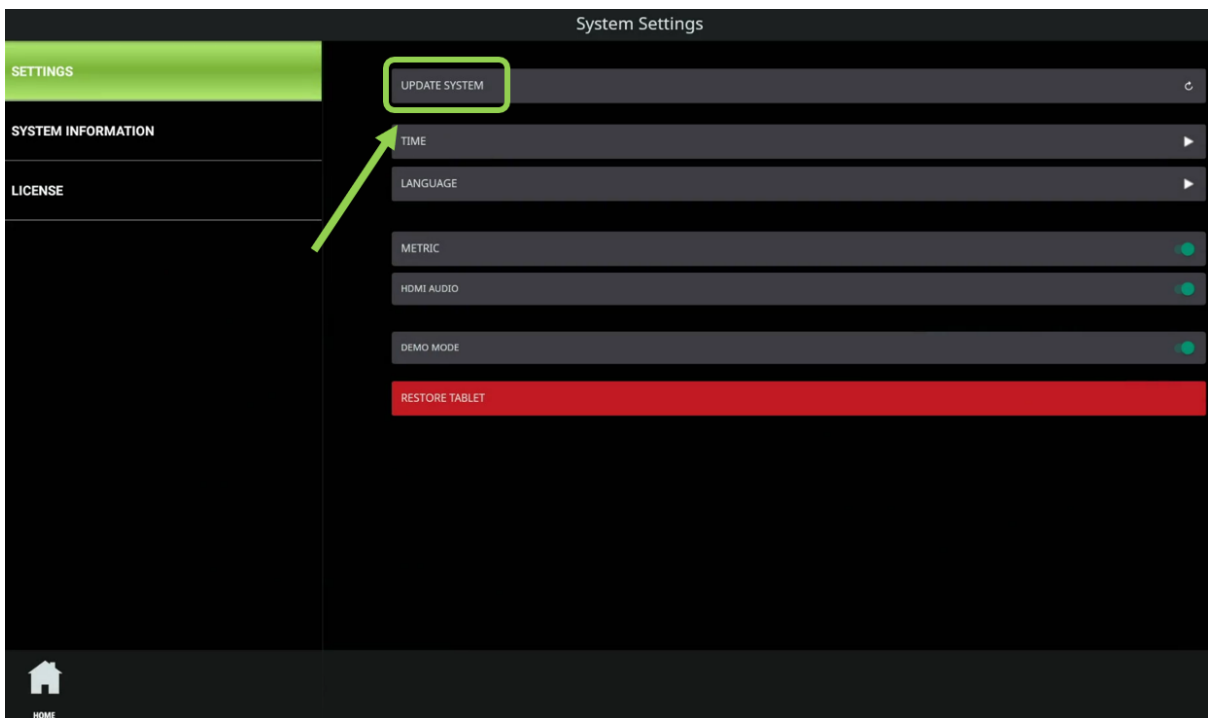 System Settings
SETTINGS
SYSTEM INFORMATION
LICENSE
UPDATE SYSTEM
TIME
LANGUAGE
METRIC
HDMI AUDIO
DEMO MODE
RESTORE TABLET
HOME